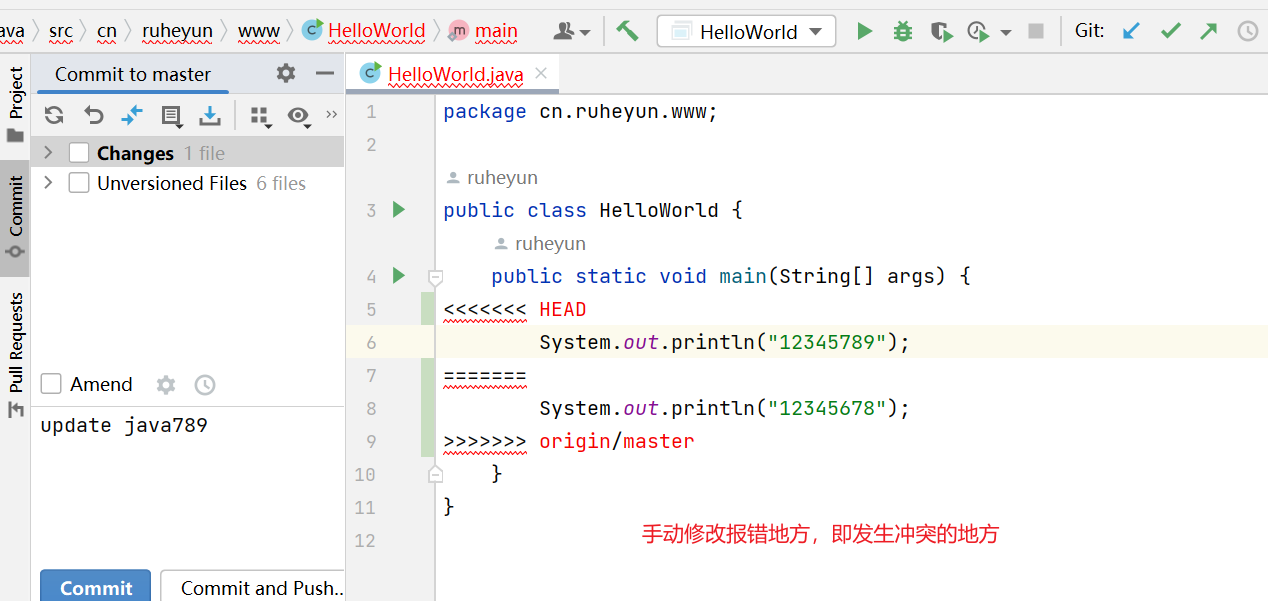 ava src cn ruheyun www HelloWorld main HelloWorld Git:
Project
Commit
Pull Requests
Commit to master
Changes 1 file
Unversioned Files 6 files
Amend
update java789
Commit
Commit and Push..
HelloWorld.java
1 package cn.ruheyun.www;
2
ruheyun
3 public class HelloWorld {
ruheyun
4 public static void main(String[] args) {
5 <<<<<<< HEAD
6 System.out.println("12345789");
7 =======
8 System.out.println("12345678");
9 >>>>>>> origin/master
10 }
11 }
12
手动修改报错地方，即发生冲突的地方